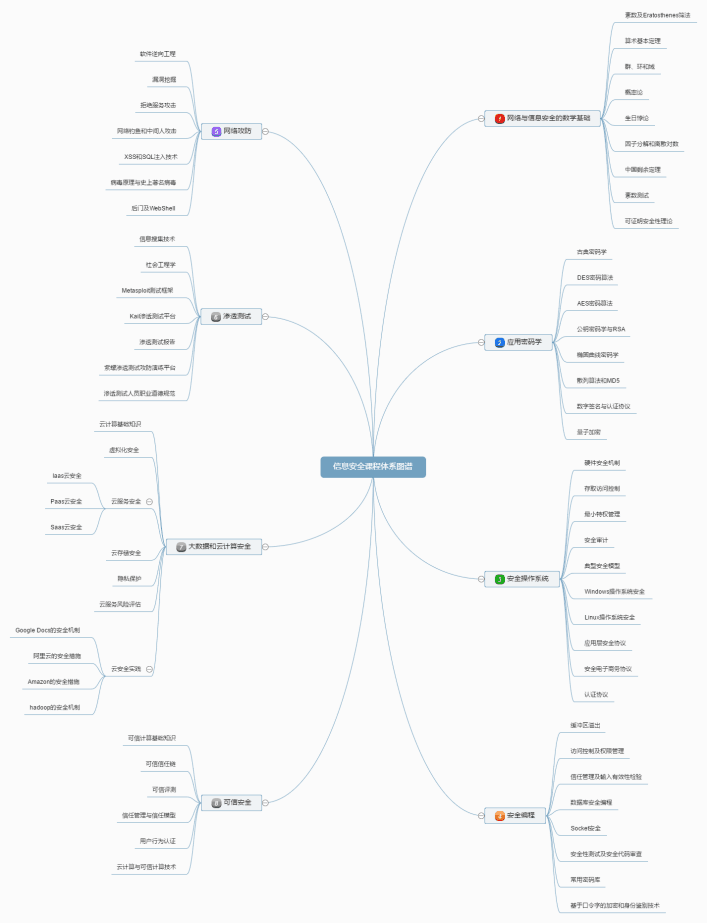 信息安全课程体系图谱
1 网络与信息安全的数学基础
素数及Eratosthenes筛法
算术基本定理
群、环和域
概率论
生日悖论
因子分解和离散对数
中国剩余定理
素数测试
可证明安全性理论
2 应用密码学
古典密码学
DES密码算法
AES密码算法
公钥密码学与RSA
椭圆曲线密码学
散列算法和MD5
数字签名与认证协议
量子加密
3 安全操作系统
硬件安全机制
存取访问控制
最小特权管理
安全审计
典型安全模型
Windows操作系统安全
Linux操作系统安全
应用层安全协议
安全电子商务协议
认证协议
4 安全编程
缓冲区溢出
访问控制及权限管理
信任管理及输入有效性检验
数据库安全编程
Socket安全
安全性测试及安全代码审查
常用密码库
基于口令字的加密和身份鉴别技术
5 网络攻防
软件逆向工程
漏洞挖掘
拒绝服务攻击
网络钓鱼和中间人攻击
XSS和SQL注入技术
病毒原理与史上著名病毒
后门及WebShell
6 渗透测试
信息搜集技术
社会工程学
Metasploit测试框架
Kali渗透测试平台
渗透测试报告
搭建渗透测试攻防演练平台
渗透测试人员职业道德规范
7 大数据和云计算安全
云计算基础知识
虚拟化安全
云服务安全
Iaas云安全
Paas云安全
Saas云安全
云存储安全
隐私保护
云服务风险评估
云安全实践
Google Docs的安全机制
阿里云的安全措施
Amazon的安全措施
hadoop的安全机制
8 可信安全
可信计算基础知识
可信信任链
可信评测
信任管理与信任模型
用户行为认证
云计算与可信计算技术